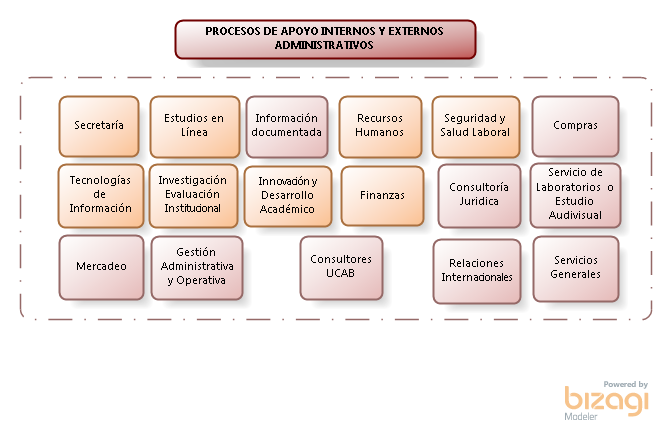 PROCESOS DE APOYO INTERNOS Y EXTERNOS
ADMINISTRATIVOS
Secretaría
Estudios en
Línea
Información
documentada
Recursos
Humanos
Seguridad y
Salud Laboral
Compras
Tecnologías
de
Información
Investigación
Evaluación
Institucional
Innovación y
Desarrollo
Académico
Finanzas
Consultoría
Juridica
Servicio de
Laboratorios o
Estudio
Audivisual
Mercadeo
Gestión
Administrativa
y Operativa
Consultores
UCAB
Relaciones
Internacionales
Servicios
Generales
Powered by
bizagi
Modeler